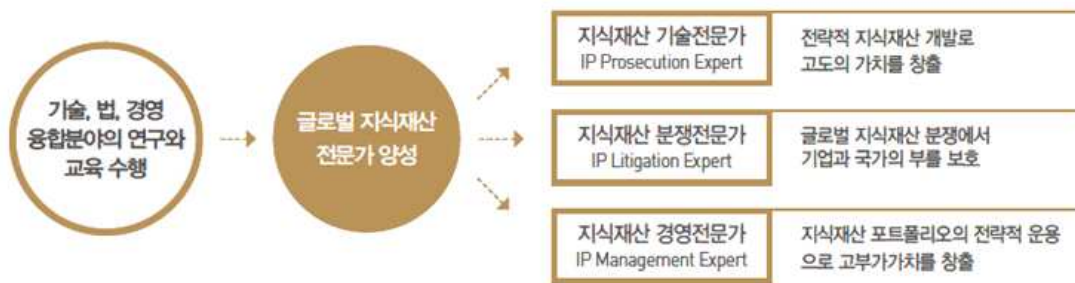 기술, 법, 경영
융합분야의 연구와
교육 수행
글로벌 지식재산
전문가 양성
지식재산 기술전문가
IP Prosecution Expert
전략적 지식재산 개발로
고도의 가치를 창출
지식재산 분쟁전문가
IP Litigation Expert
글로벌 지식재산 분쟁에서
기업과 국가의 부를 보호
지식재산 경영전문가
IP Management Expert
지식재산 포트폴리오의 전략적 운용
으로 고부가가치를 창출